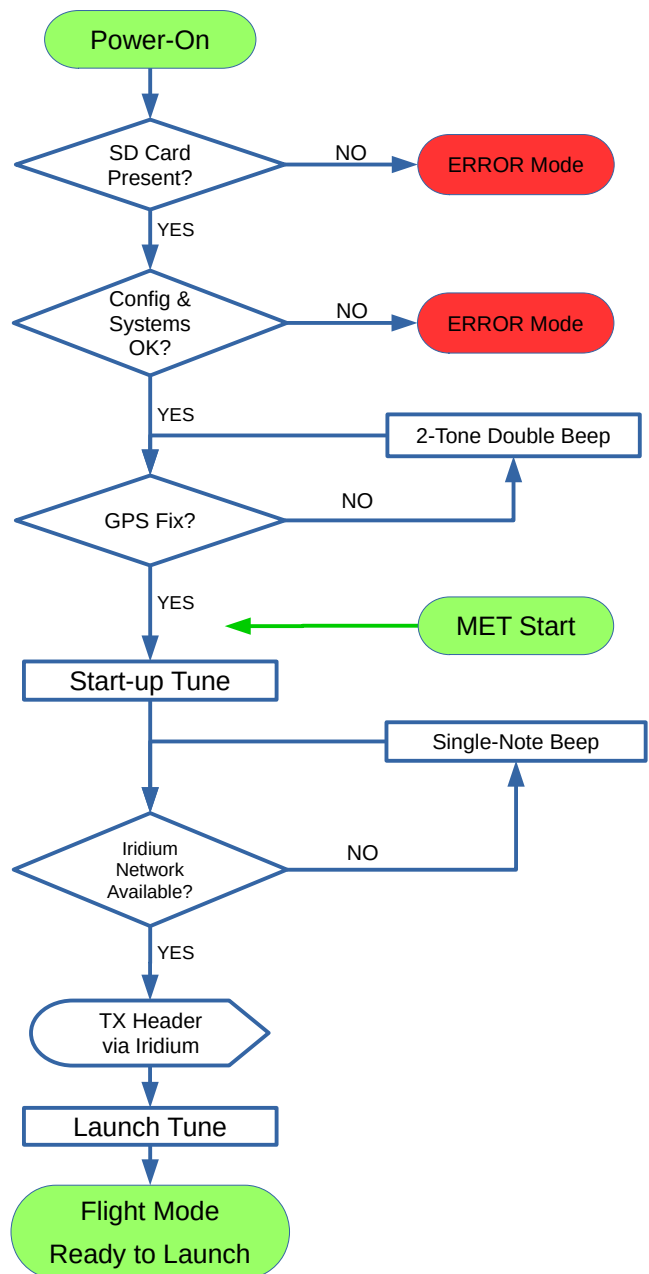 Power-On
SD Card
Present?
NO
ERROR Mode
YES
Config &
Systems
OK?
NO
ERROR Mode
YES
2-Tone Double Beep
GPS Fix?
NO
YES
MET Start
Start-up Tune
Single-Note Beep
Iridium
Network
Available?
NO
YES
TX Header
via Iridium
Launch Tune
Flight Mode
Ready to Launch